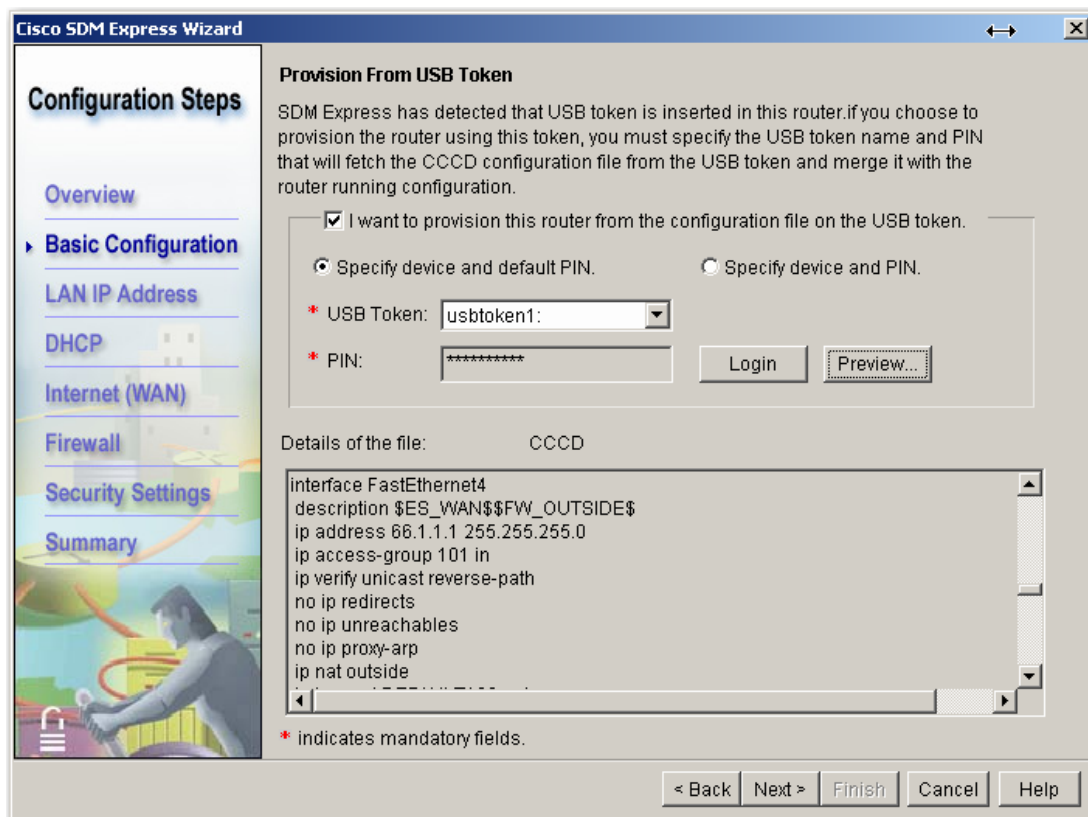 Cisco SDM Express Wizard
Configuration Steps
Overview
Basic Configuration
LAN IP Address
DHCP
Internet (WAN)
Firewall
Security Settings
Summary
Provision From USB Token
SDM Express has detected that USB token is inserted in this router.if you choose to
provision the router using this token, you must specify the USB token name and PIN
that will fetch the CCCD configuration file from the USB token and merge it with the
router running configuration.
I want to provision this router from the configuration file on the USB token.
Specify device and default PIN. Specify device and PIN.
* USB Token: usbtoken1:
* PIN: ********** Login Preview...
Details of the file: CCCD
interface FastEthernet4
description $ES_WAN$$FW_OUTSIDE$
ip address 66.1.1.1 255.255.255.0
ip access-group 101 in
ip verify unicast reverse-path
no ip redirects
no ip unreachables
no ip proxy-arp
ip nat outside
* indicates mandatory fields.
< Back Next > Finish Cancel Help